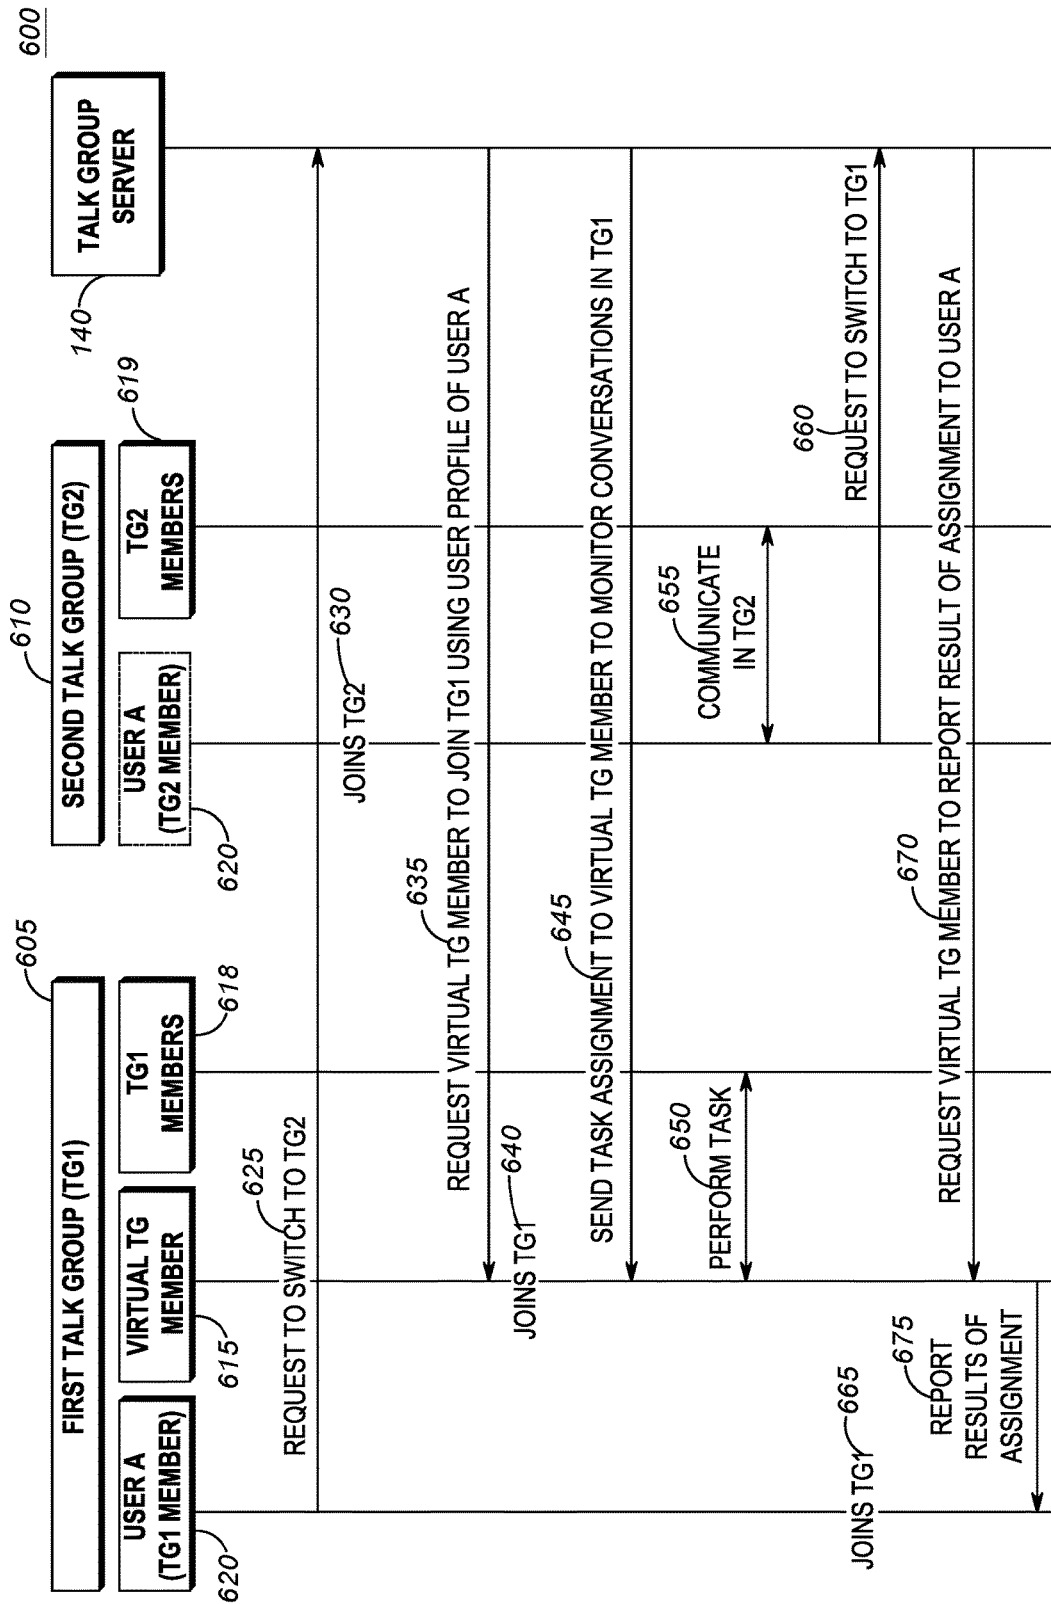 600
605
FIRST TALK GROUP (TG1)
610
SECOND TALK GROUP (TG2)
TALK GROUP
SERVER
140
USER A
(TG1 MEMBER)
620
VIRTUAL TG
MEMBER
615
TG1
MEMBERS
618
USER A
(TG2 MEMBER)
620
TG2
MEMBERS
619
625
REQUEST TO SWITCH TO TG2
JOINS TG2
630
635
REQUEST VIRTUAL TG MEMBER TO JOIN TG1 USING USER PROFILE OF USER A
JOINS TG1
640
645
SEND TASK ASSIGNMENT TO VIRTUAL TG MEMBER TO MONITOR CONVERSATIONS IN TG1
650
PERFORM TASK
655
COMMUNICATE
IN TG2
660
REQUEST TO SWITCH TO TG1
JOINS TG1
665
670
REQUEST VIRTUAL TG MEMBER TO REPORT RESULT OF ASSIGNMENT TO USER A
675
REPORT
RESULTS OF
ASSIGNMENT